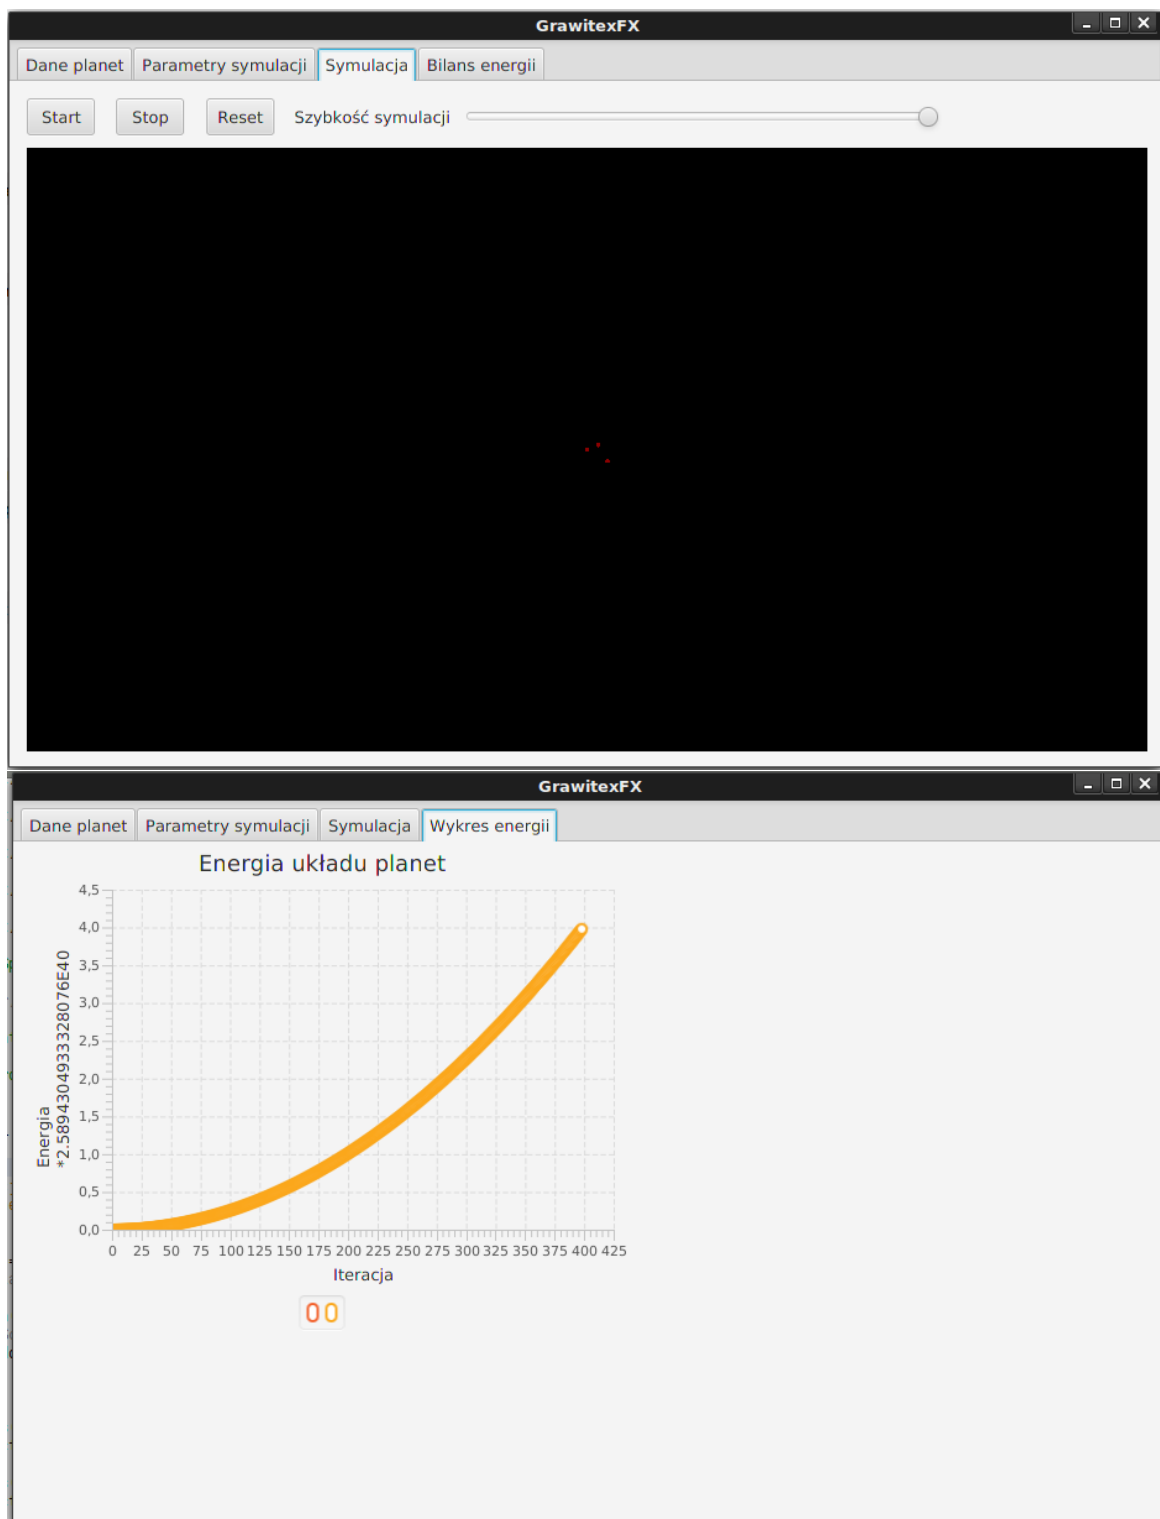 GrawitexFX
Dane planet Parametry symulacji Symulacja Bilans energii
Start Stop Reset Szybkość symulacji
GrawitexFX
Dane planet Parametry symulacji Symulacja Wykres energii
Energia układu planet
4,5
4,0
3,5
3,0
2,5
2,0
1,5
1,0
0,5
0,0
Energia
*2.5894304933328076E40
0 25 50 75 100 125 150 175 200 225 250 275 300 325 350 375 400 425
Iteracja